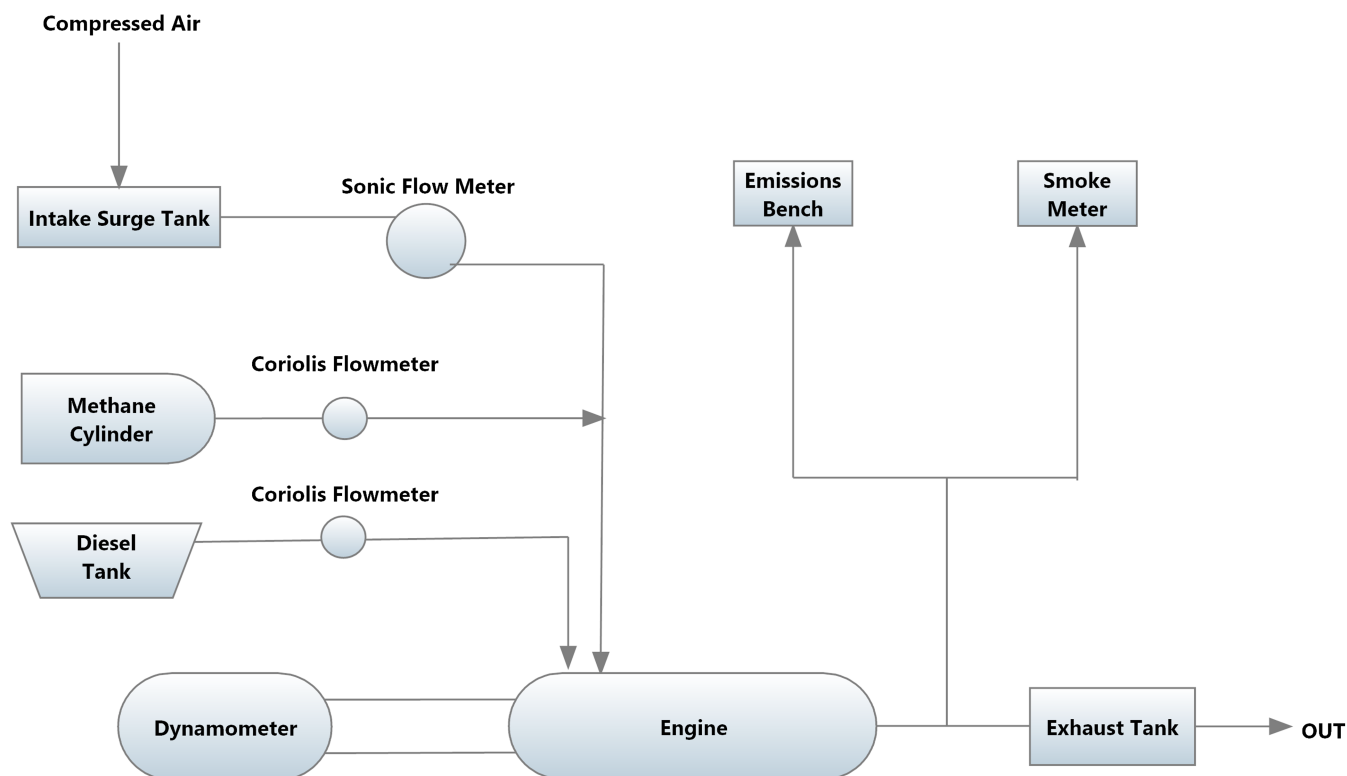 Compressed Air
Intake Surge Tank
Sonic Flow Meter
Emissions
Bench
Smoke
Meter
Coriolis Flowmeter
Methane
Cylinder
Coriolis Flowmeter
Diesel
Tank
Dynamometer
Engine
Exhaust Tank
OUT